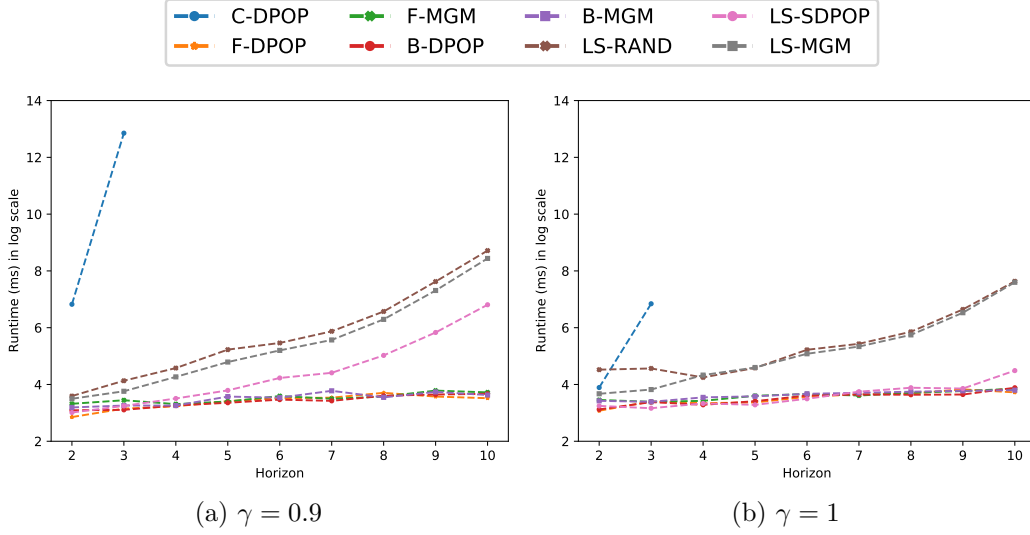 C-DPOP F-MGM B-MGM LS-SDPOP
F-DPOP B-DPOP LS-RAND LS-MGM
14
12
10
8
6
4
2
Runtime (ms) in log scale
2 3 4 5 6 7 8 9 10
Horizon
(a) γ = 0.9
14
12
10
8
6
4
2
Runtime (ms) in log scale
2 3 4 5 6 7 8 9 10
Horizon
(b) γ = 1